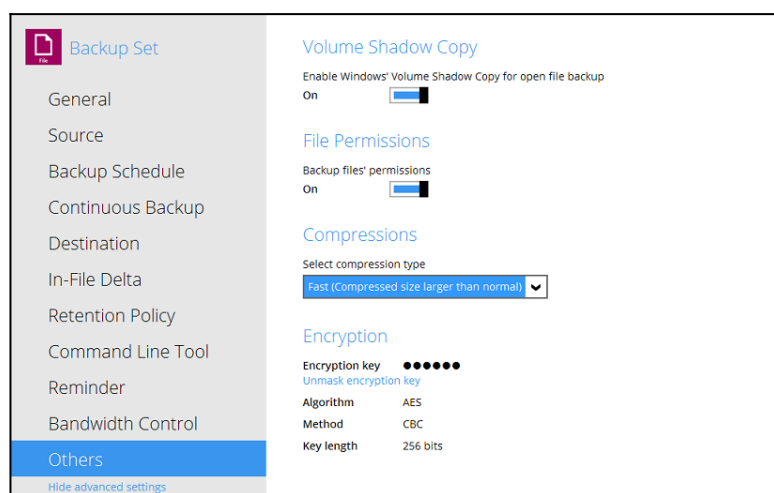 Backup Set
File
General
Source
Backup Schedule
Continuous Backup
Destination
In-File Delta
Retention Policy
Command Line Tool
Reminder
Bandwidth Control
Others
Hide advanced settings
Volume Shadow Copy
Enable Windows' Volume Shadow Copy for open file backup
On
File Permissions
Backup files' permissions
On
Compressions
Select compression type
Fast (Compressed size larger than normal)
Encryption
Encryption key ●●●●●●
Unmask encryption key
Algorithm AES
Method CBC
Key length 256 bits